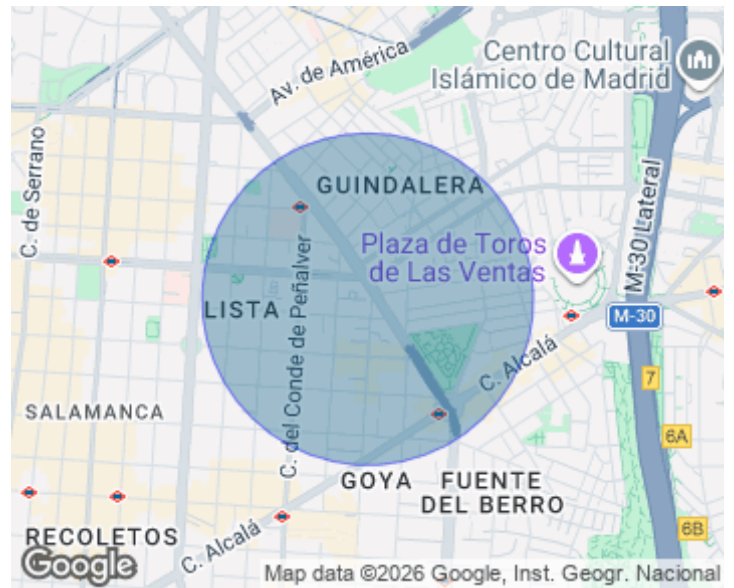 Centro Cultural
Islámico de Madrid
Av. de América
C. de Serrano
GUINDALERA
Plaza de Toros
de Las Ventas
M-30 Lateral
C. del Conde de Peñalver
LISTA
M-30
C. Alcalá
7
SALAMANCA
6A
GOYA
FUENTE
DEL BERRO
6B
RECOLETOS
C. Alcalá
Google
Map data ©2026 Google, Inst. Geogr. Nacional